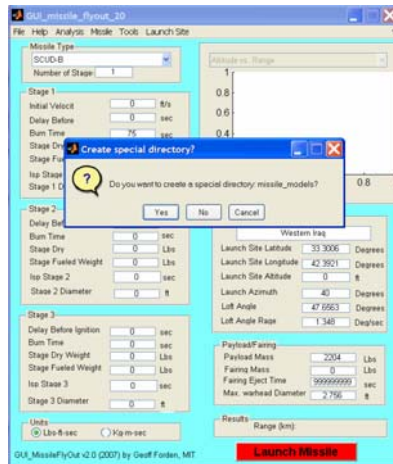 GUI_missile_flyout_20
File Help Analysis Missile Tools Launch Site
Missile Type
SCUD-B
Number of Stage 1
Altitude vs. Range
1
0.8
0.6
0.4
0.8
Stage 1
Initial Velocit 0 ft/s
Delay Before 0 sec
Burn Time 75 sec
Stage Dry
Stage Fue
Isp Stage
Stage 1 D
Create special directory?
Do you want to create a special directory: missile_models?
Yes No Cancel
Stage 2
Delay Bef
Burn Time 0 sec
Stage Dry 0 Lbs
Stage Fueled Weight 0 Lbs
Isp Stage 2 0 sec
Stage 2 Diameter 0 ft
Western Iraq
Launch Site Latitude 33.3006 Degrees
Launch Site Longitude 42.3921 Degrees
Launch Site Altitude 0 ft
Launch Azimuth 40 Degrees
Loft Angle 47.6663 Degrees
Loft Angle Rage 1.348 Deg/sec
Stage 3
Delay Before Ignition 0 sec
Burn Time 0 sec
Stage Dry Weight 0 Lbs
Stage Fueled Weight 0 Lbs
Isp Stage 3 0 sec
Stage 3 Diameter 0 ft
Payload/Fairing
Payload Mass 2204 Lbs
Fairing Mass 0 Lbs
Fairing Eject Time 999999999 sec
Max. warhead Diameter 2.756 ft
Units
Lbs-ft-sec Kg-m-sec
Results
Range (km):
GUI_MissileFlyOut v2.0 (2007) by Geoff Forden, MIT
Launch Missile